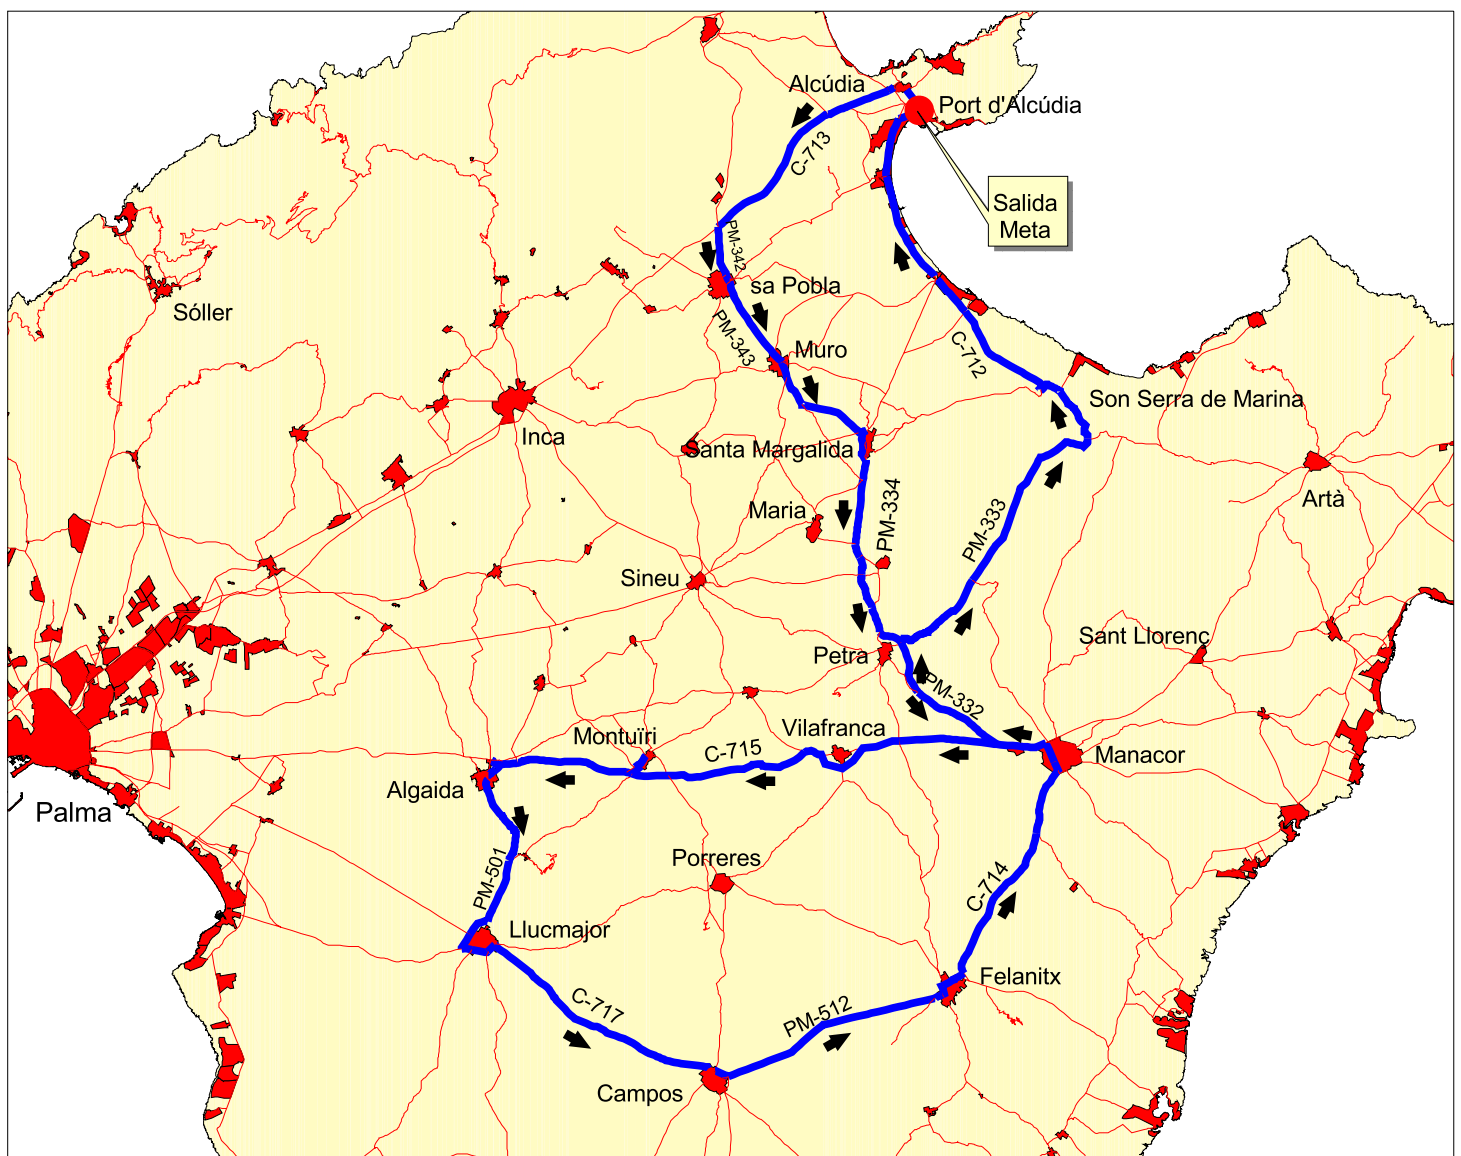 Alcúdia
Port d'Alcúdia
C-713
Salida
Meta
PM-342
sa Pobla
Sóller
PM-343
Muro
C-712
Son Serra de Marina
Inca
Santa Margalida
Artà
Maria
PM-334
PM-333
Sineu
Sant Llorenç
Petra
PM-332
Vilafranca
Montuïri
C-715
Manacor
Algaida
Palma
Porreres
PM-501
C-714
Llucmajor
Felanitx
C-717
PM-512
Campos